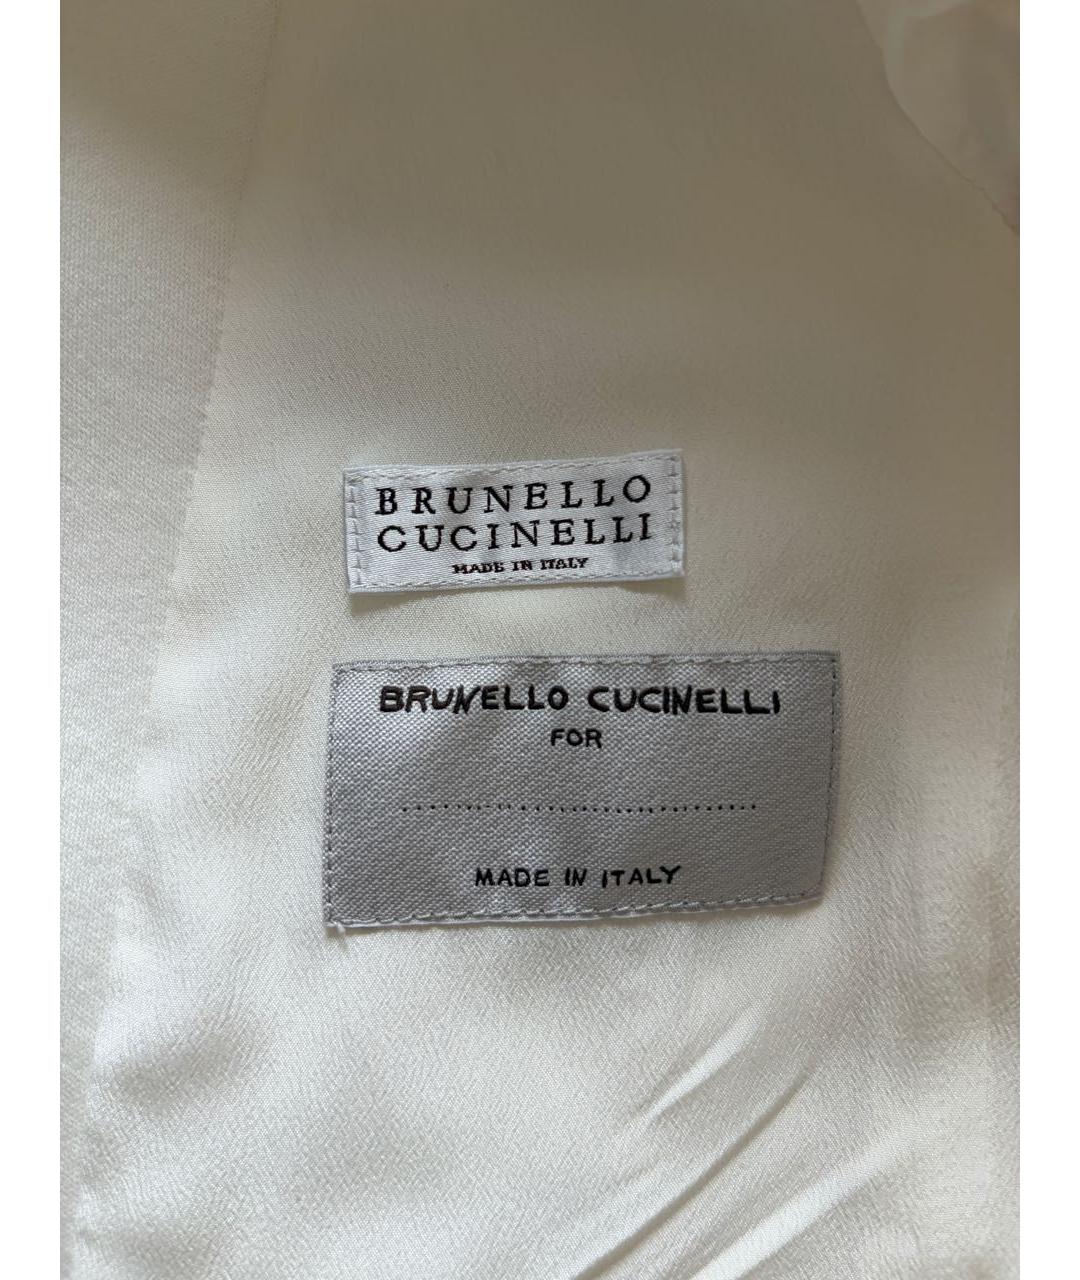 BRUNELLO
CUCINELLI
MADE IN ITALY
BRUNELLO CUCINELLI
FOR
........................................
MADE IN ITALY